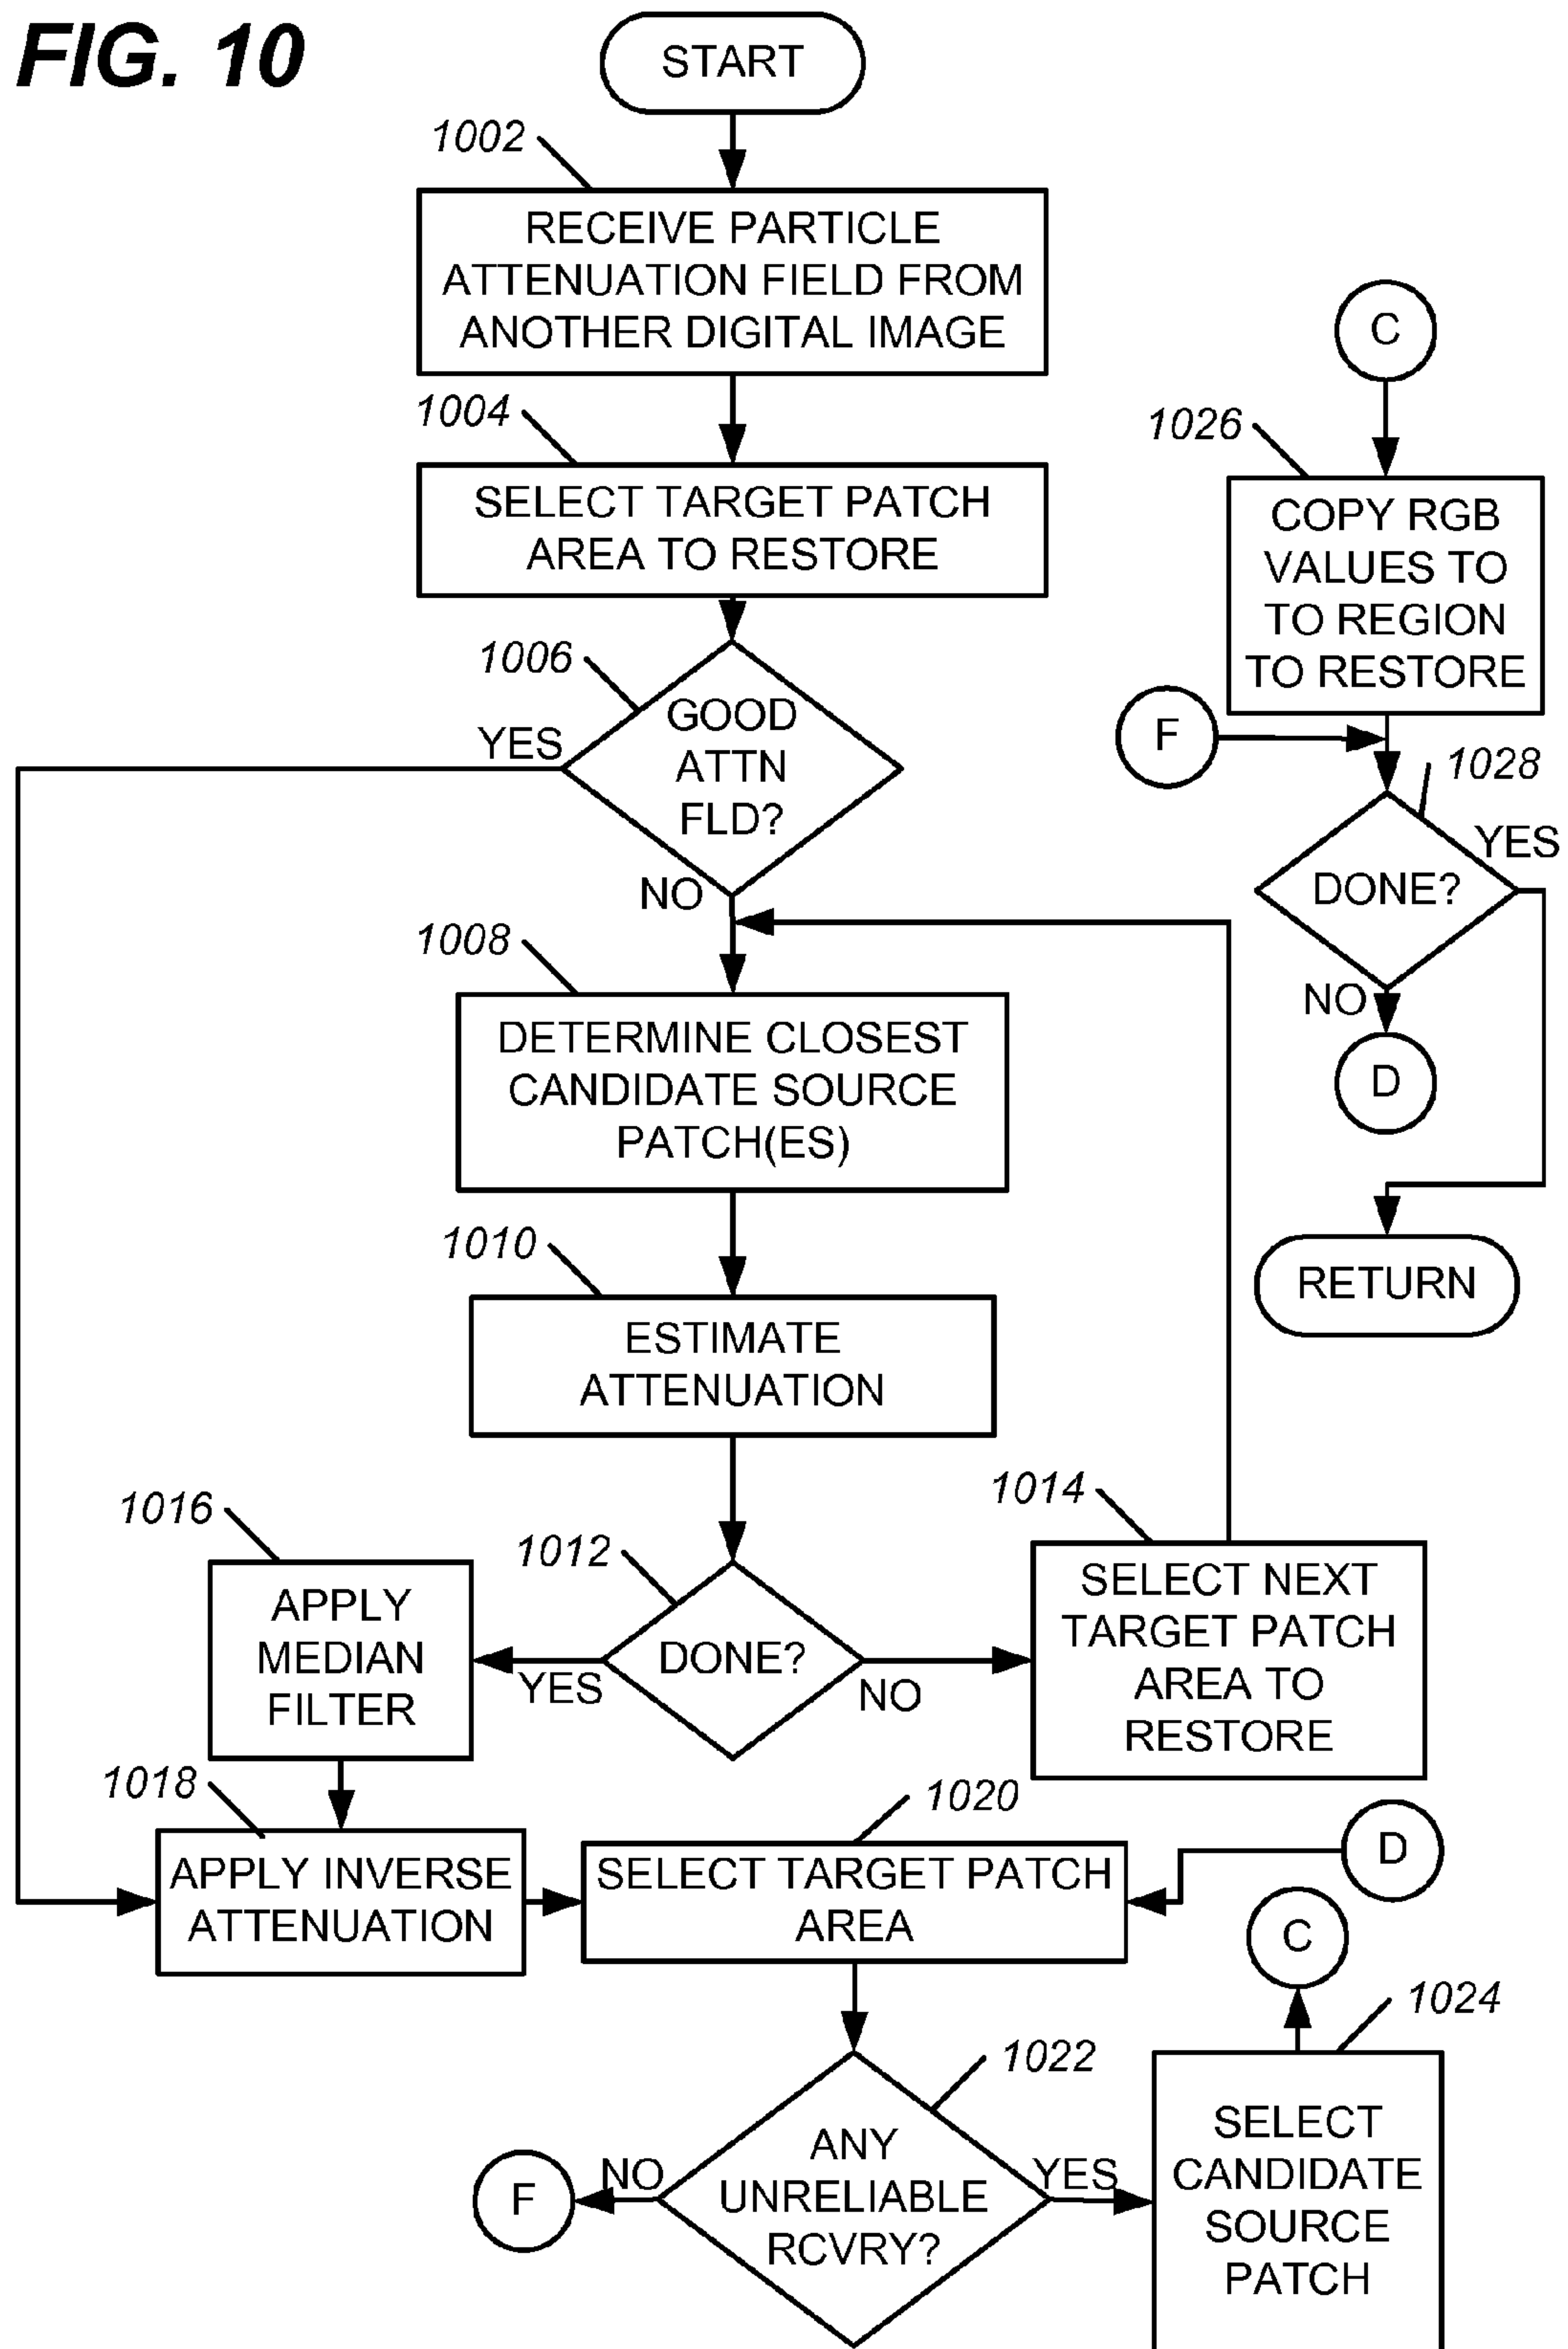 FIG. 10
START
1002
RECEIVE PARTICLE
ATTENUATION FIELD FROM
ANOTHER DIGITAL IMAGE
1004
SELECT TARGET PATCH
AREA TO RESTORE
1006
YES
GOOD
ATTN
FLD?
NO
1008
DETERMINE CLOSEST
CANDIDATE SOURCE
PATCH(ES)
1010
ESTIMATE
ATTENUATION
1012
DONE?
YES
NO
1014
SELECT NEXT
TARGET PATCH
AREA TO
RESTORE
1016
APPLY
MEDIAN
FILTER
1018
APPLY INVERSE
ATTENUATION
1020
SELECT TARGET PATCH
AREA
D
1022
ANY
UNRELIABLE
RCVRY?
NO
F
YES
1024
SELECT
CANDIDATE
SOURCE
PATCH
C
C
1026
COPY RGB
VALUES TO
TO REGION
TO RESTORE
F
1028
DONE?
YES
NO
D
RETURN